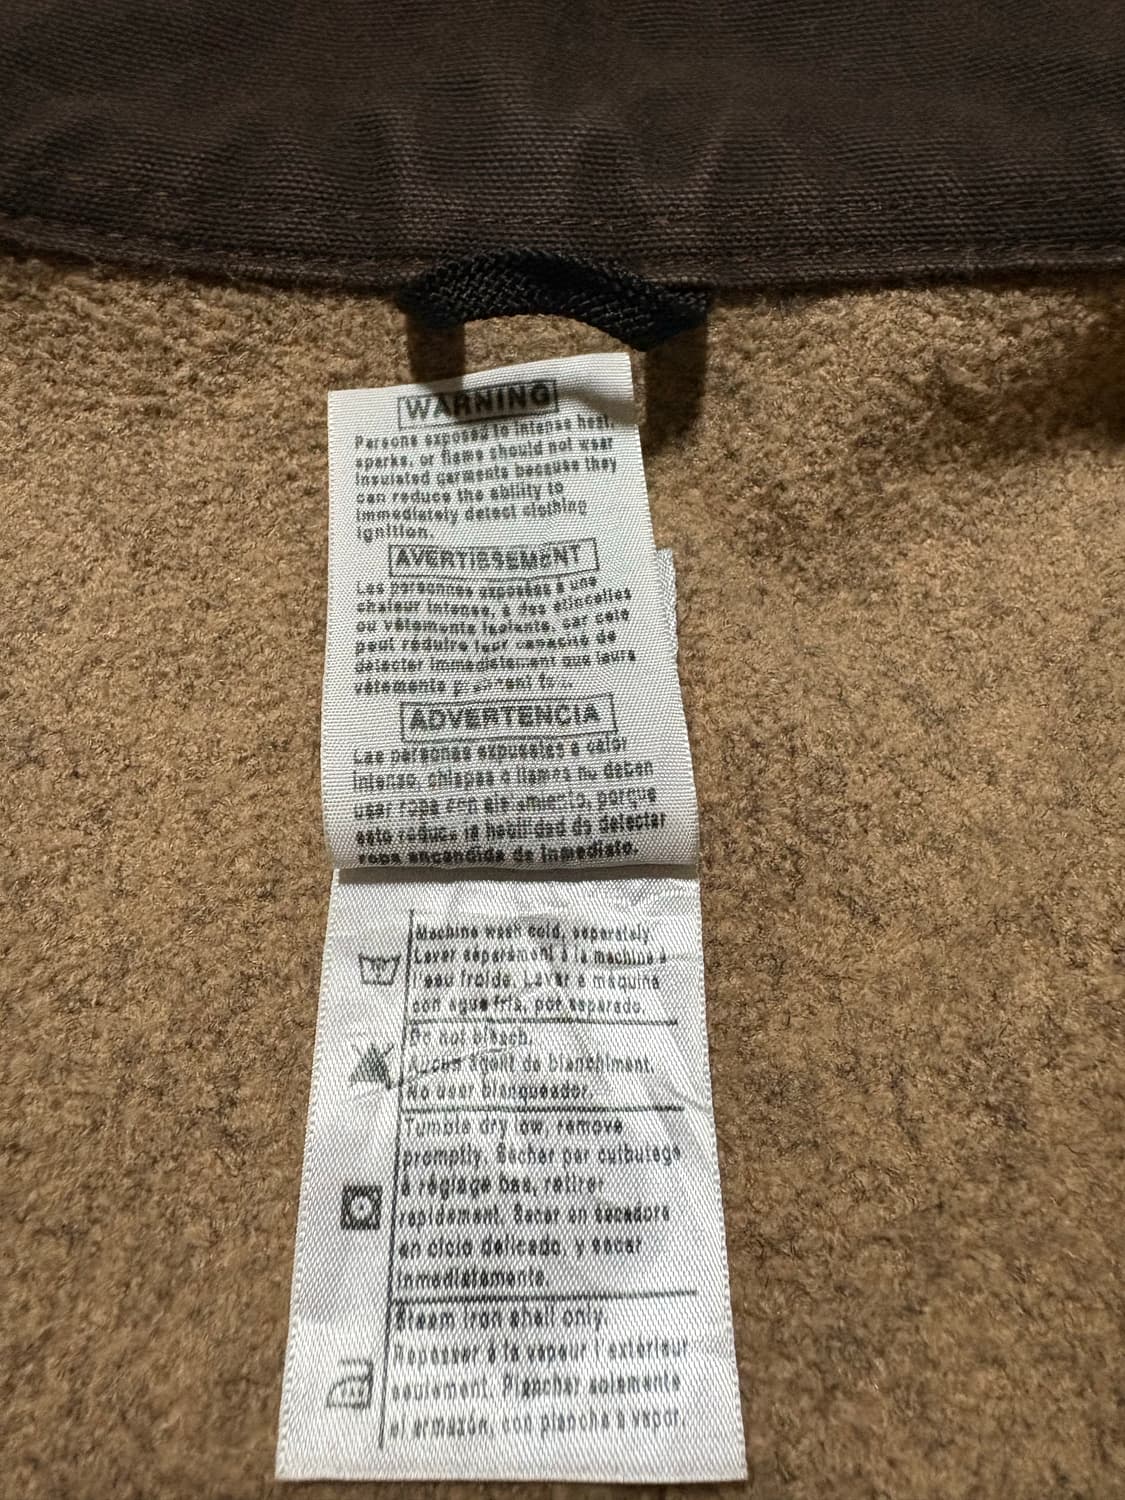 WARNING
Persons exposed to intense heat,
sparks, or flame should not wear
insulated garments because they
can reduce the ability to
immediately detect clothing
ignition.
AVERTISSEMENT
Les personnes exposées à une
chaleur intense, à des étincelles
ou vêtements isolants, car cela
peut réduire leur capacité de
détecter immédiatement que leurs
vêtements
ADVERTENCIA
Las personas expuestas a calor
intenso, chispas o llamas no deben
usar ropa con aislamiento, porque
esto reduce la habilidad de detectar
ropa encendida de inmediato.
Machine wash cold, separately
Laver séparément à la machine à
l'eau froide. Lavar a maquina
con agua fría, por separado.
Do not bleach.
Aucun agent de blanchiment.
No usar blanqueador.
Tumble dry low, remove
promptly. Sécher par culbutage
à réglage bas, retirer
rapidement. Secar en secadora
en ciclo delicado, y sacar
inmediatamente.
Steam iron shell only.
Repasser à la vapeur l'extérieur
seulement. Planchar solamente
el armazón, con plancha a vapor.